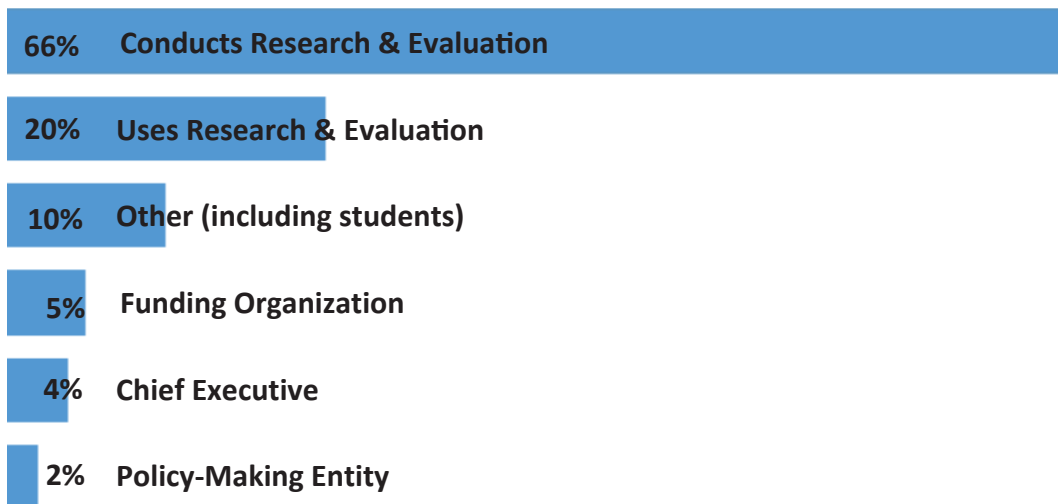 66% Conducts Research & Evaluation
20% Uses Research & Evaluation
10% Other (including students)
5% Funding Organization
4% Chief Executive
2% Policy-Making Entity